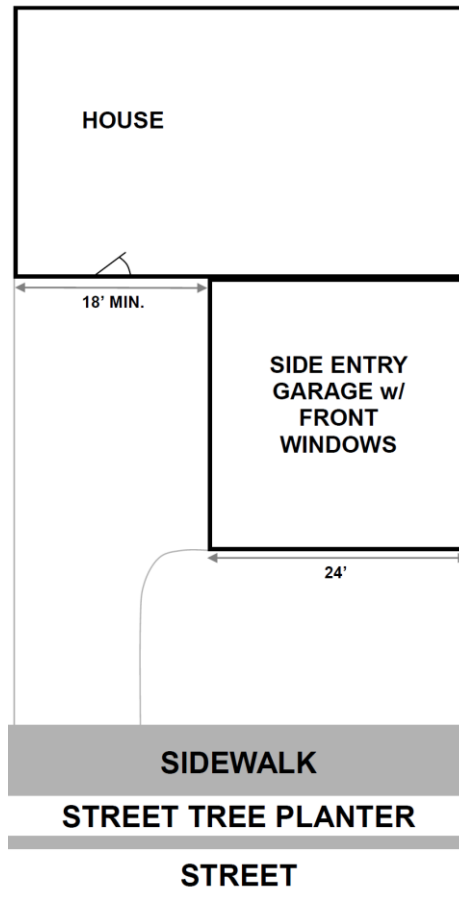 HOUSE
18’ MIN.
SIDE ENTRY
GARAGE w/
FRONT
WINDOWS
24’
SIDEWALK
STREET TREE PLANTER
STREET